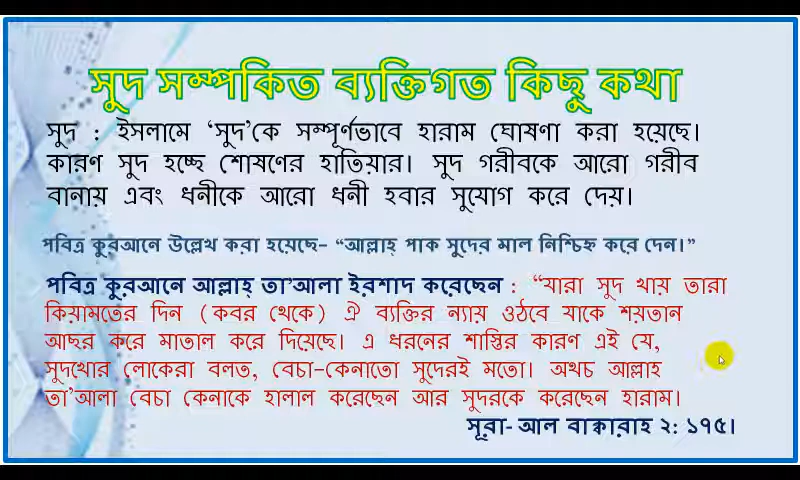 সুদ সম্পকিত ব্যক্তিগত কিছু কথা
সুদ : ইসলামে ‘সুদ’কে সম্পূর্ণভাবে হারাম ঘোষণা করা হয়েছে।
কারণ সুদ হচ্ছে শোষণের হাতিয়ার। সুদ গরীবকে আরো গরীব
বানায় এবং ধনীকে আরো ধনী হবার সুযোগ করে দেয়।
পবিত্র কুরআনে উল্লেখ করা হয়েছে– “আল্লাহ্ পাক সুদের মাল নিশ্চিহ্ন করে দেন।”
পবিত্র কুরআনে আল্লাহ্ তা’আলা ইরশাদ করেছেন : “যারা সুদ খায় তারা
কিয়ামতের দিন (কবর থেকে) ঐ ব্যক্তির ন্যায় ওঠবে যাকে শয়তান
আছর করে মাতাল করে দিয়েছে। এ ধরনের শাস্তির কারণ এই যে,
সুদখোর লোকেরা বলত, বেচা–কেনাতো সুদেরই মতো। অথচ আল্লাহ
তা’আলা বেচা কেনাকে হালাল করেছেন আর সুদরকে করেছেন হারাম।
সূরা- আল বাক্বারাহ ২: ১৭৫।